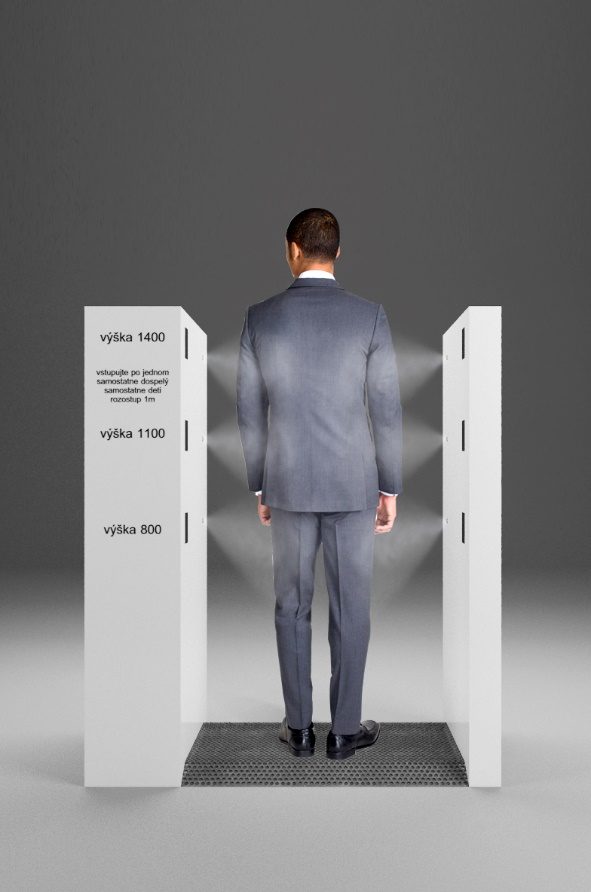 výška 1400
vstupujte po jednom
samostatne dospelý
samostatne deti
rozostup 1m
výška 1100
výška 800